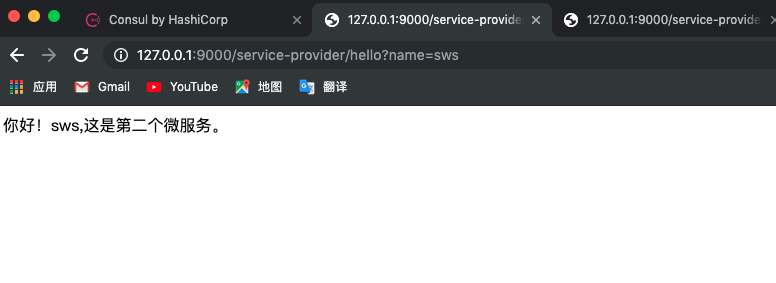 Consul by HashiCorp
127.0.0.1:9000/service-provide
127.0.0.1:9000/service-provide
127.0.0.1:9000/service-provider/hello?name=sws
应用 Gmail YouTube 地图 翻译
你好！sws,这是第二个微服务。